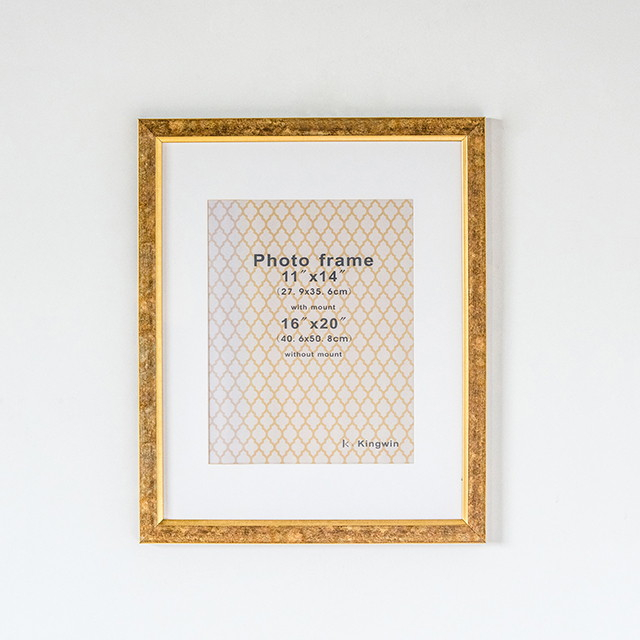 Photo frame
11″x14″
(27. 9x35. 6cm)
with mount
16″x20″
(40. 6x50. 8cm)
without mount
k. Kingwin